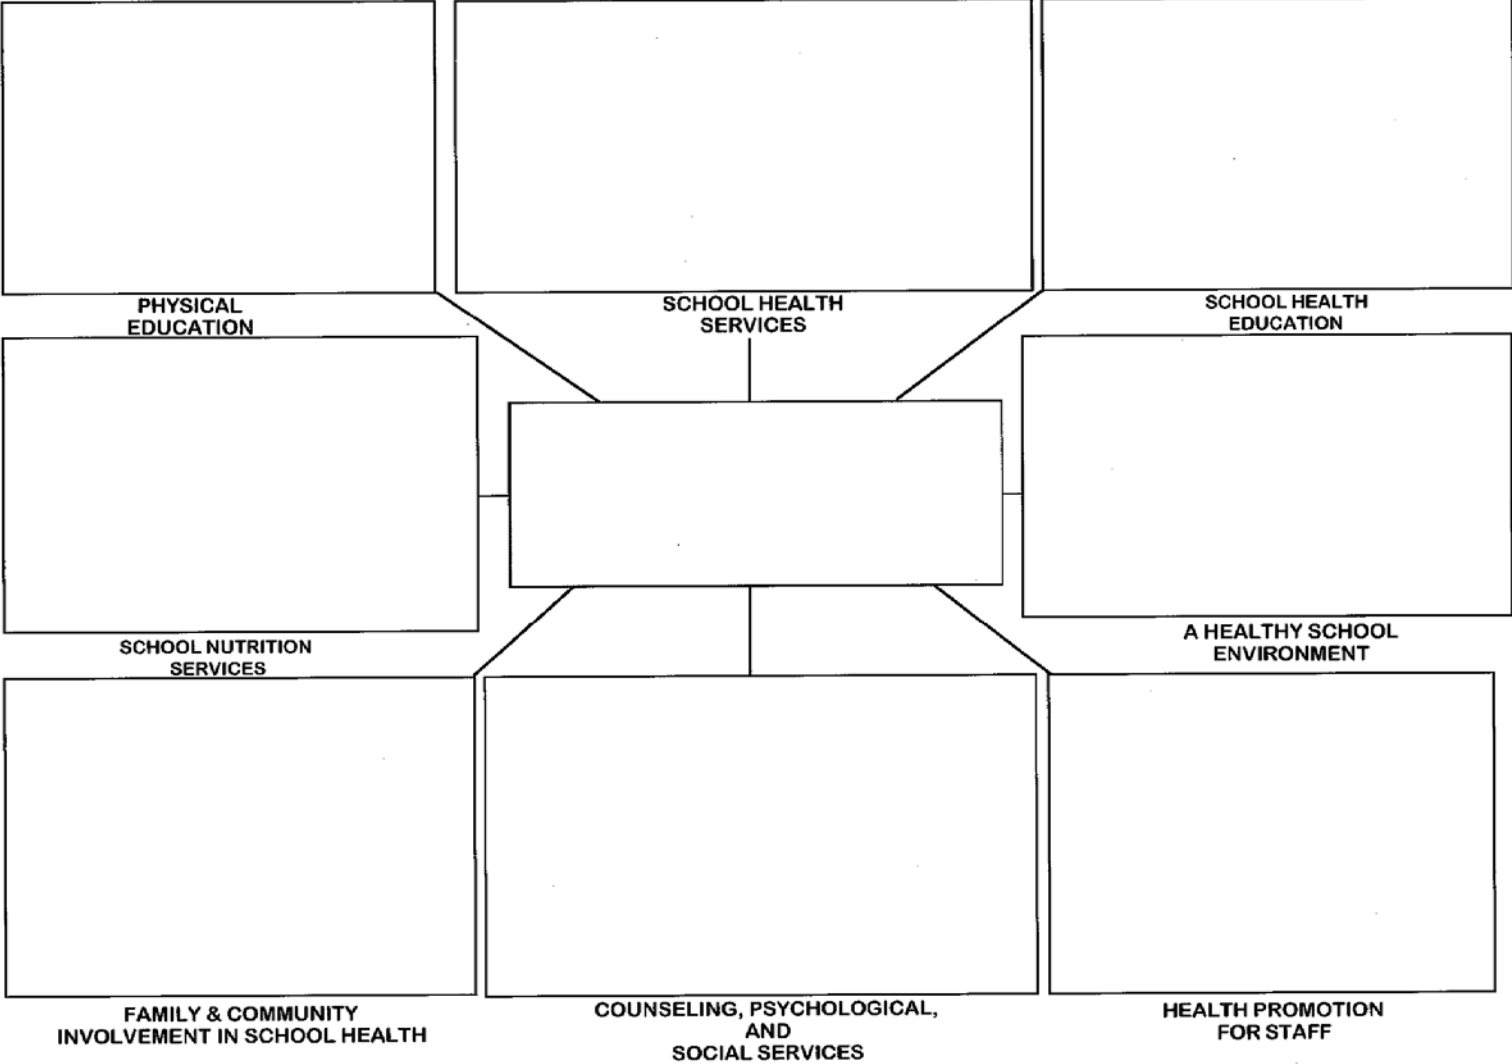 PHYSICAL
EDUCATION
SCHOOL HEALTH
SERVICES
SCHOOL HEALTH
EDUCATION
SCHOOL NUTRITION
SERVICES
A HEALTHY SCHOOL
ENVIRONMENT
FAMILY & COMMUNITY
INVOLVEMENT IN SCHOOL HEALTH
COUNSELING, PSYCHOLOGICAL,
AND
SOCIAL SERVICES
HEALTH PROMOTION
FOR STAFF